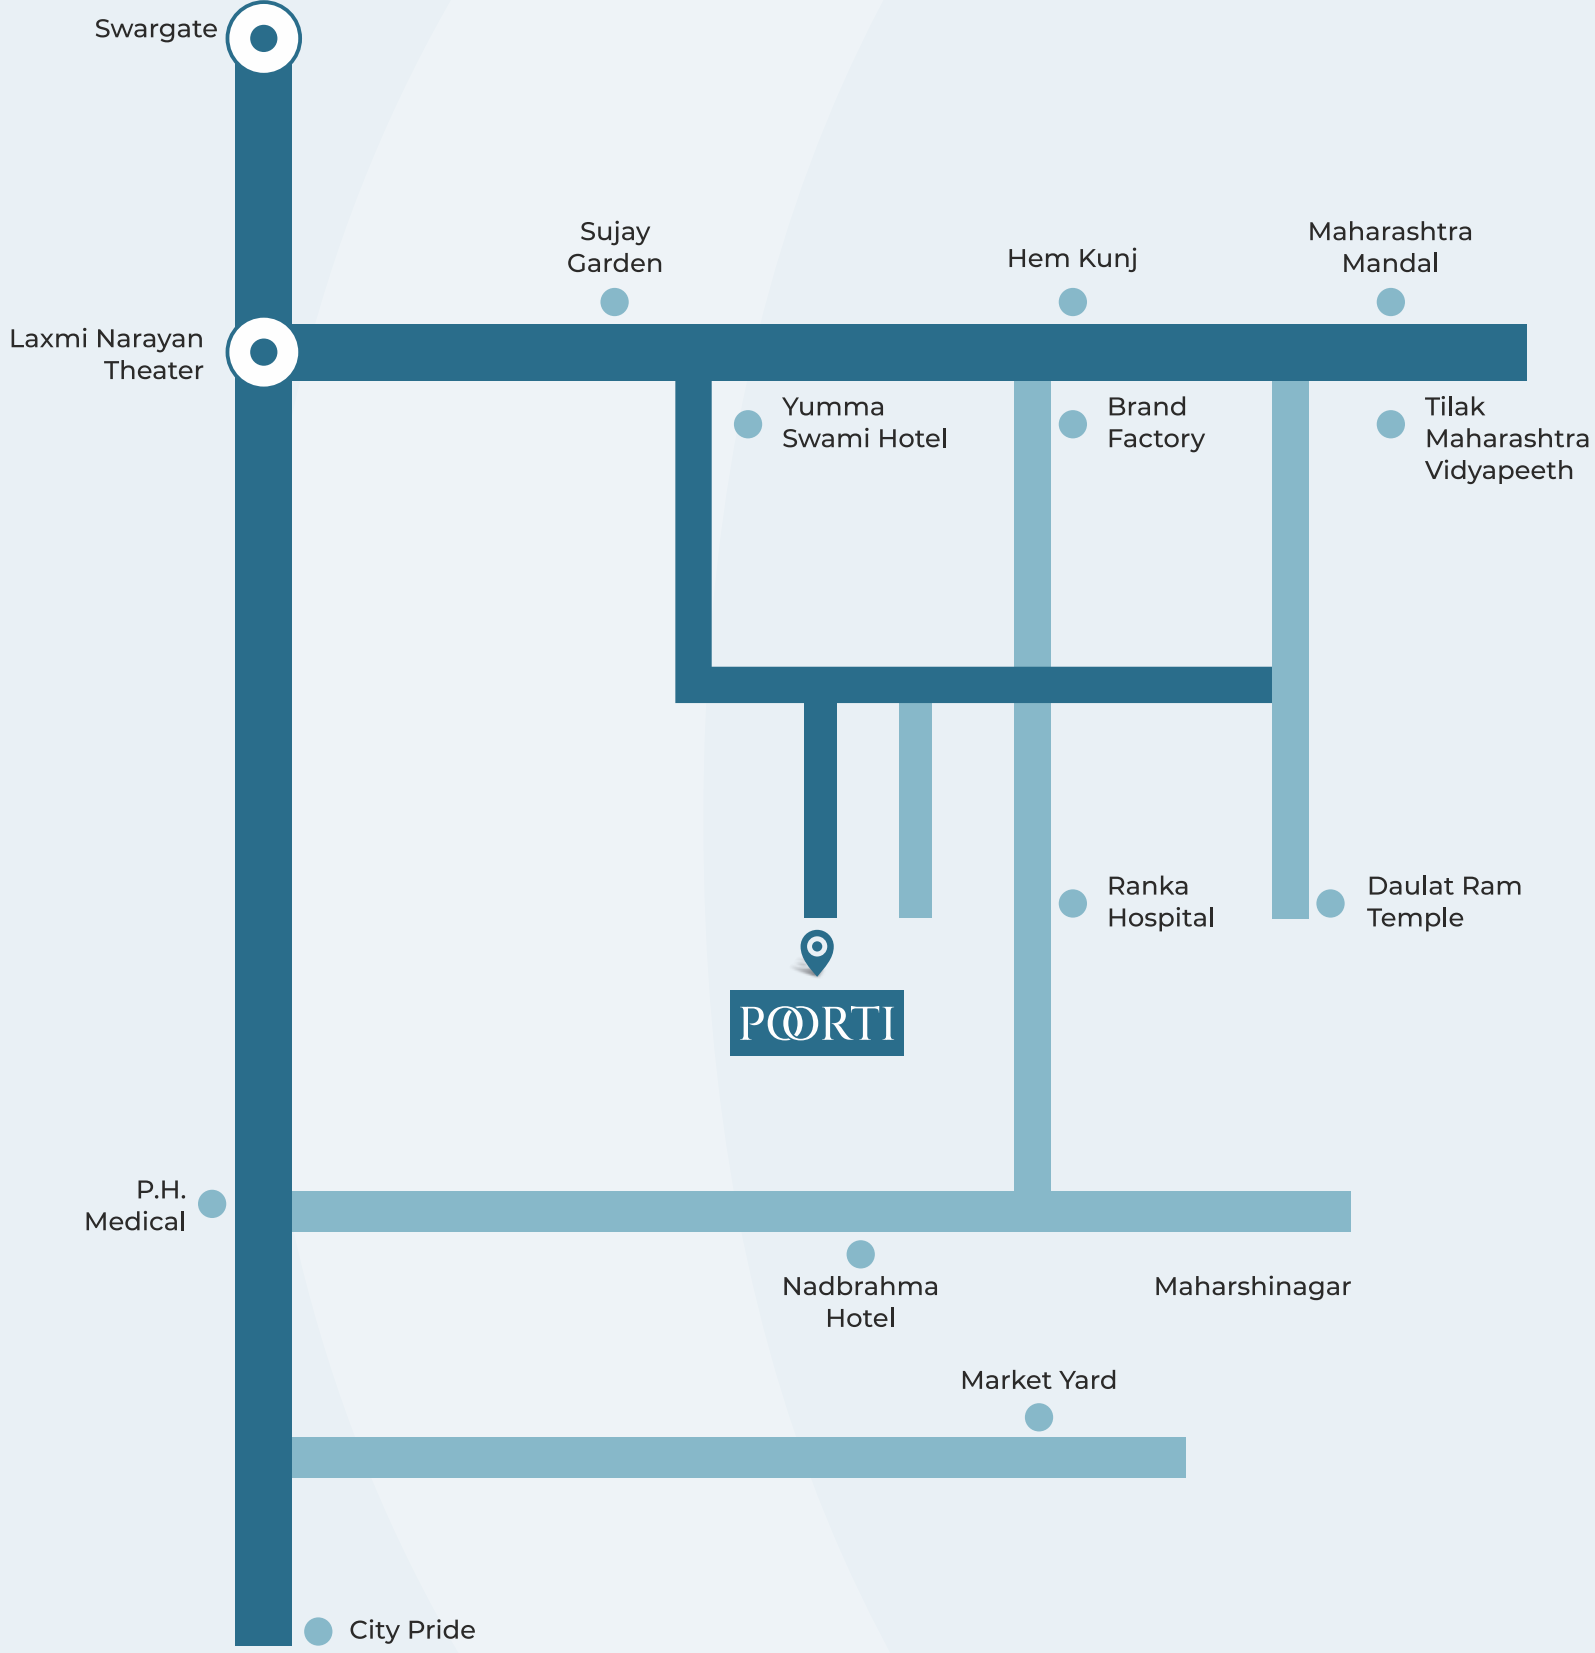 Swargate
Sujay
Garden
Hem Kunj
Maharashtra
Mandal
Laxmi Narayan
Theater
Yumma
Swami Hotel
Brand
Factory
Tilak
Maharashtra
Vidyapeeth
Ranka
Hospital
Daulat Ram
Temple
POORTI
P.H.
Medical
Nadbrahma
Hotel
Maharshinagar
Market Yard
City Pride